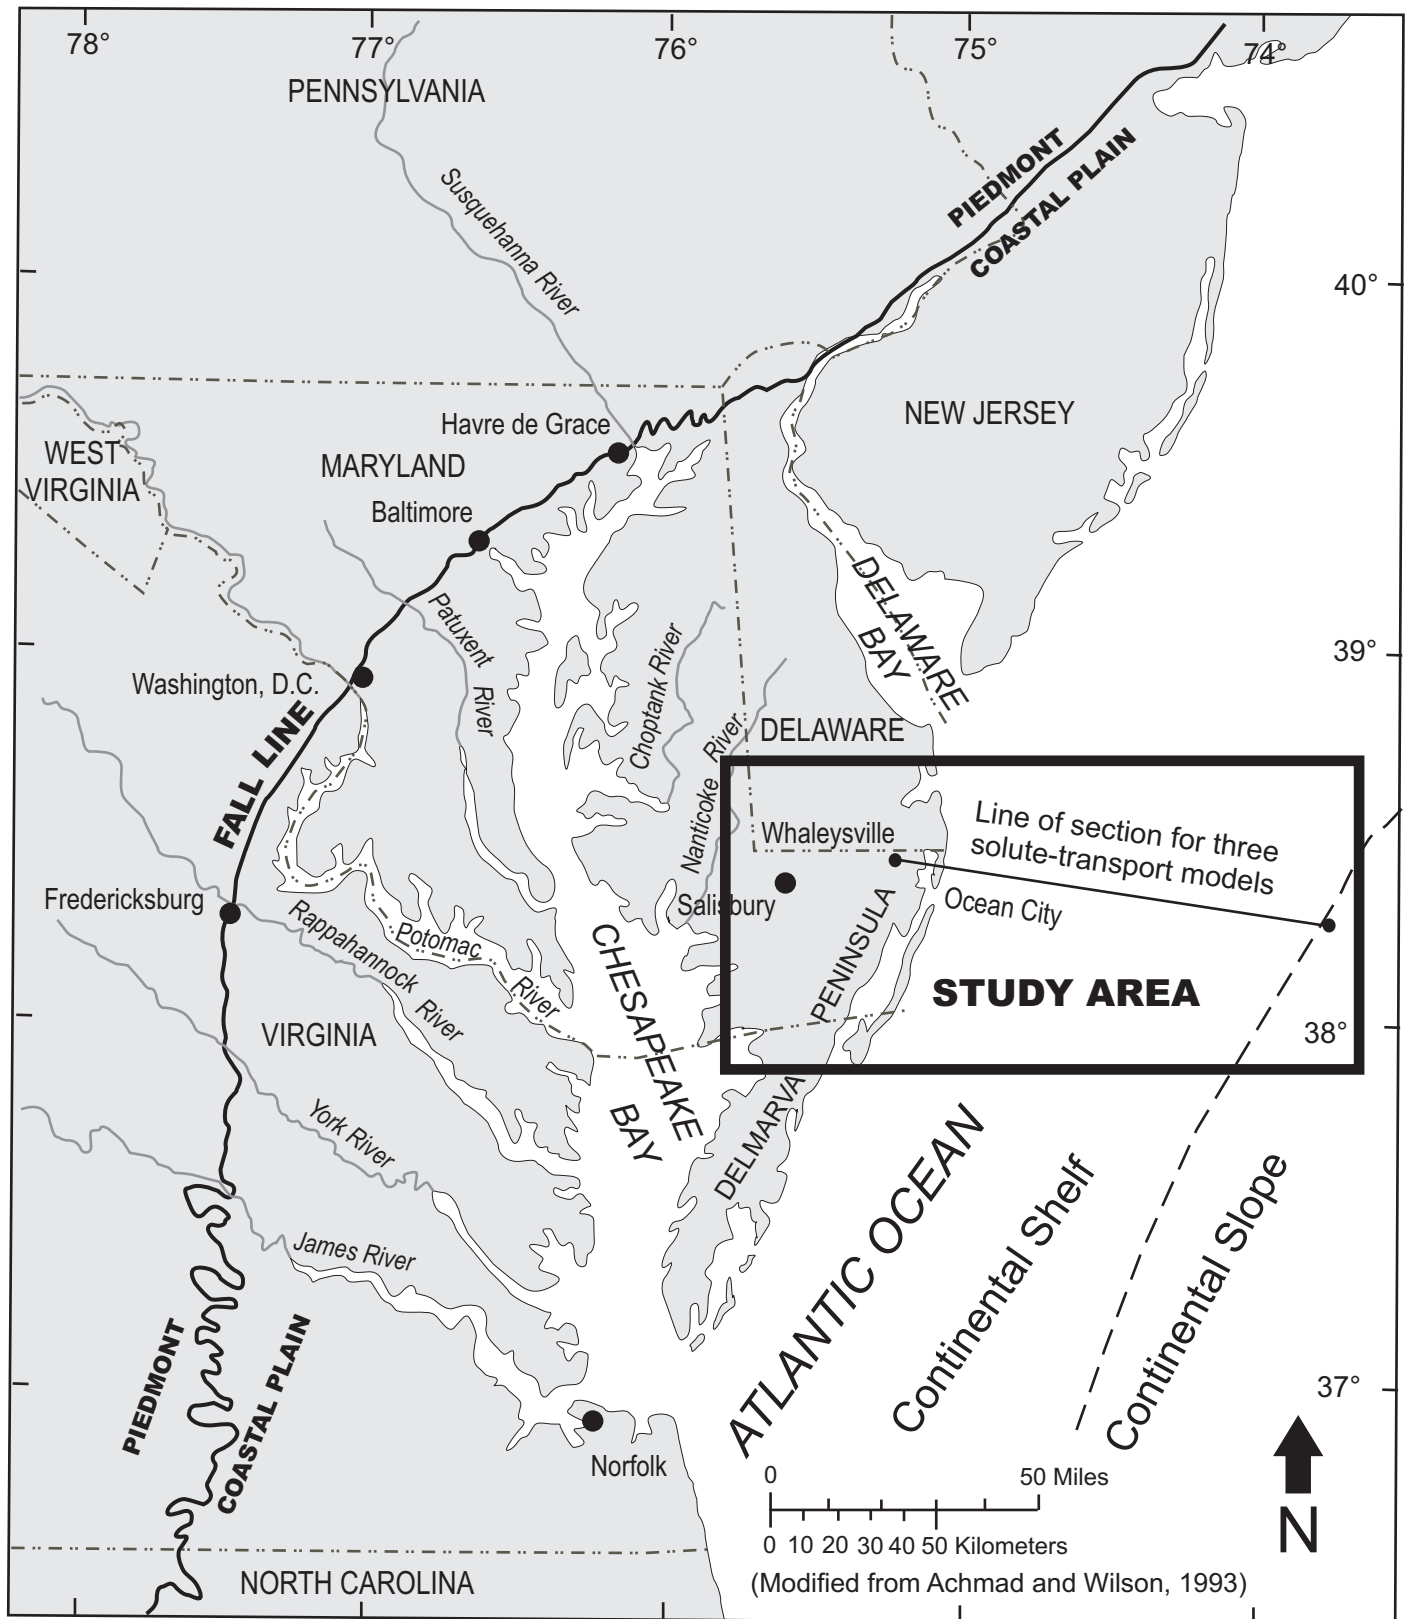 78°
77°
76°
75°
74°
PENNSYLVANIA
Susquehanna River
PIEDMONT
COASTAL PLAIN
40°
NEW JERSEY
Havre de Grace
WEST
VIRGINIA
MARYLAND
Baltimore
DELAWARE
BAY
Patuxent
River
Choptank River
39°
Washington, D.C.
FALL LINE
Nanticoke River
DELAWARE
Whaleysville
Line of section for three
solute-transport models
Fredericksburg
Salisbury
Ocean City
Rappahannock
River
Potomac
River
CHESAPEAKE
BAY
DELMARVA PENINSULA
STUDY AREA
VIRGINIA
38°
York River
James River
ATLANTIC OCEAN
Continental Shelf
Continental Slope
PIEDMONT
COASTAL PLAIN
37°
Norfolk
0 50 Miles
0 10 20 30 40 50 Kilometers
N
NORTH CAROLINA
(Modified from Achmad and Wilson, 1993)